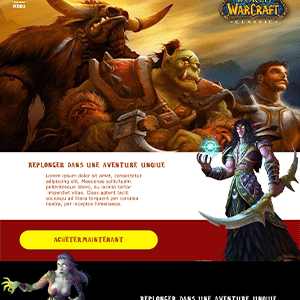 MENU
WORLD
WARCRAFT
CLASSIC
REPLONGER DANS UNE AVENTURE UNIQUE
Lorem ipsum dolor sit amet, consectetur
adipiscing elit. Maecenas sollicitudin
pellentesque libero, eu lacinia tortor
imperdiet vitae. Class aptent taciti
sociosqu ad litora torquent per conubia
nostra, per inceptos himenaeos.
ACHETER MAINTENANT
REPLONGER DANS UNE AVENTURE UNIQUE